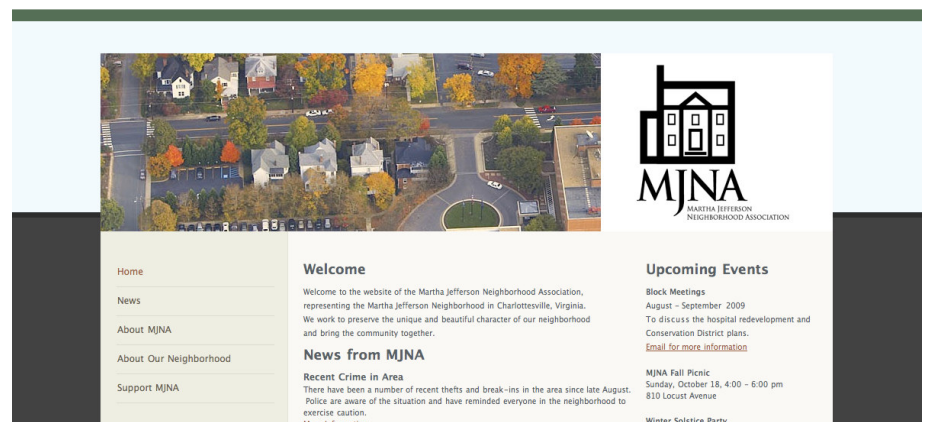 MJNA
MARTHA JEFFERSON
NEIGHBORHOOD ASSOCIATION
Home
News
About MJNA
About Our Neighborhood
Support MJNA
Welcome
Welcome to the website of the Martha Jefferson Neighborhood Association,
representing the Martha Jefferson Neighborhood in Charlottesville, Virginia.
We work to preserve the unique and beautiful character of our neighborhood
and bring the community together.
News from MJNA
Recent Crime in Area
There have been a number of recent thefts and break-ins in the area since late August.
Police are aware of the situation and have reminded everyone in the neighborhood to
exercise caution.
Upcoming Events
Block Meetings
August - September 2009
To discuss the hospital redevelopment and
Conservation District plans.
Email for more information
MJNA Fall Picnic
Sunday, October 18, 4:00 - 6:00 pm
810 Locust Avenue
Winter Solstice Party